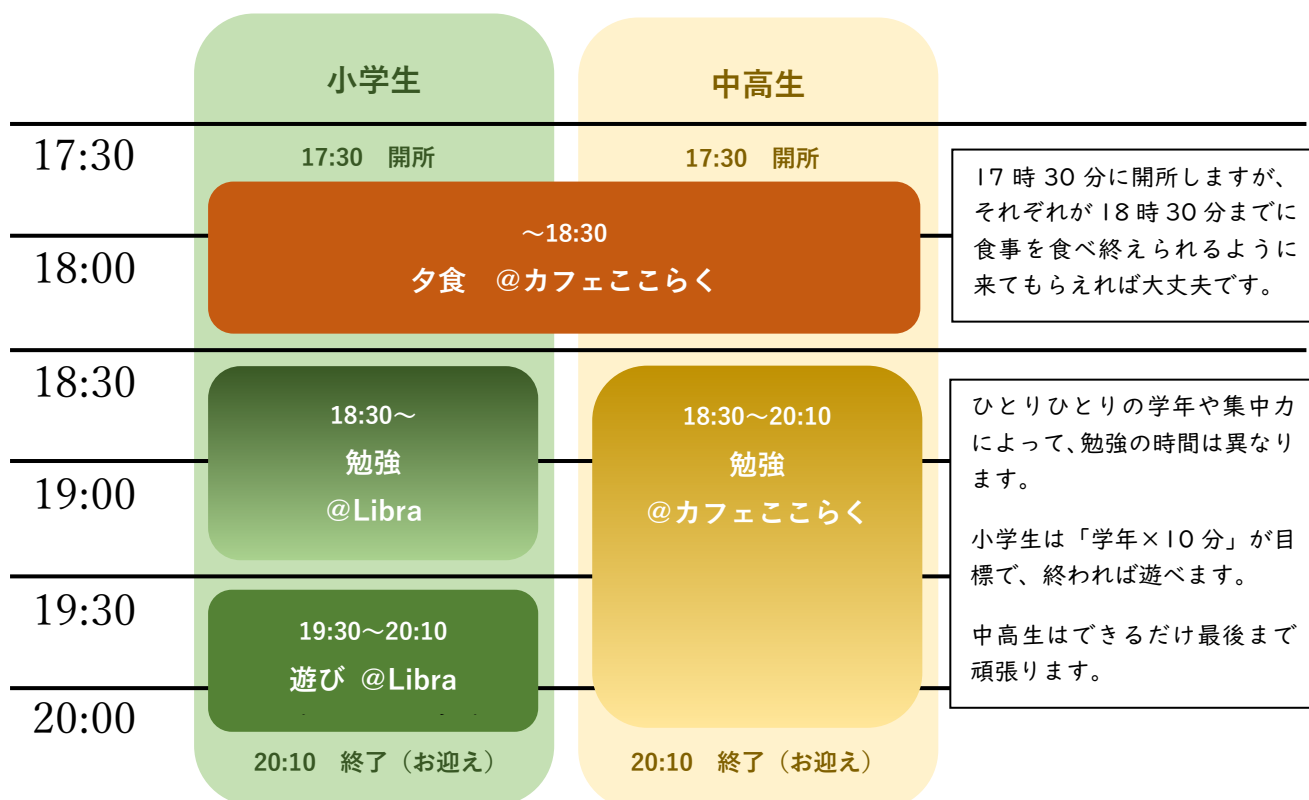 小学生
中高生
17:30
17:30 開所
17:30 開所
17時30分に開所しますが、
それぞれが18時30分までに
食事を食べ終えられるように
来てもらえれば大丈夫です。
～18:30
夕食 @カフェここらく
18:00
18:30
18:30～
勉強
@Libra
18:30～20:10
勉強
@カフェここらく
ひとりひとりの学年や集中力
によって、勉強の時間は異なり
ます。
小学生は「学年×10分」が目
標で、終われば遊べます。
中高生はできるだけ最後まで
頑張ります。
19:00
19:30
19:30～20:10
遊び @Libra
20:00
20:10 終了（お迎え）
20:10 終了（お迎え）